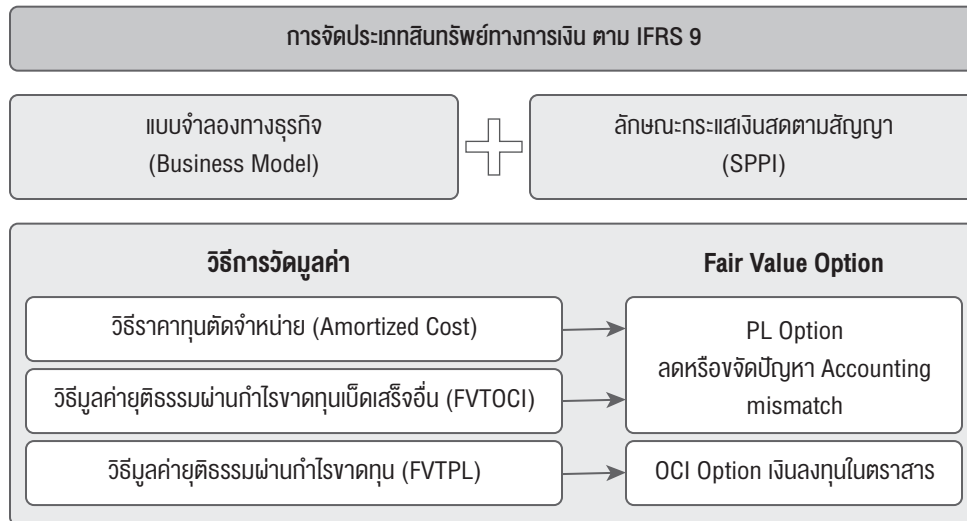 การจัดประเภทสินทรัพย์ทางการเงิน ตาม IFRS 9
แบบจำลองทางธุรกิจ
(Business Model)
ลักษณะกระแสเงินสดตามสัญญา
(SPPI)
วิธีการวัดมูลค่า
Fair Value Option
วิธีราคาทุนตัดจำหน่าย (Amortized Cost)
PL Option
ลดหรือขจัดปัญหา Accounting
mismatch
วิธีมูลค่ายุติธรรมผ่านกำไรขาดทุนเบ็ดเสร็จอื่น (FVTOCI)
วิธีมูลค่ายุติธรรมผ่านกำไรขาดทุน (FVTPL)
OCI Option เงินลงทุนในตราสาร